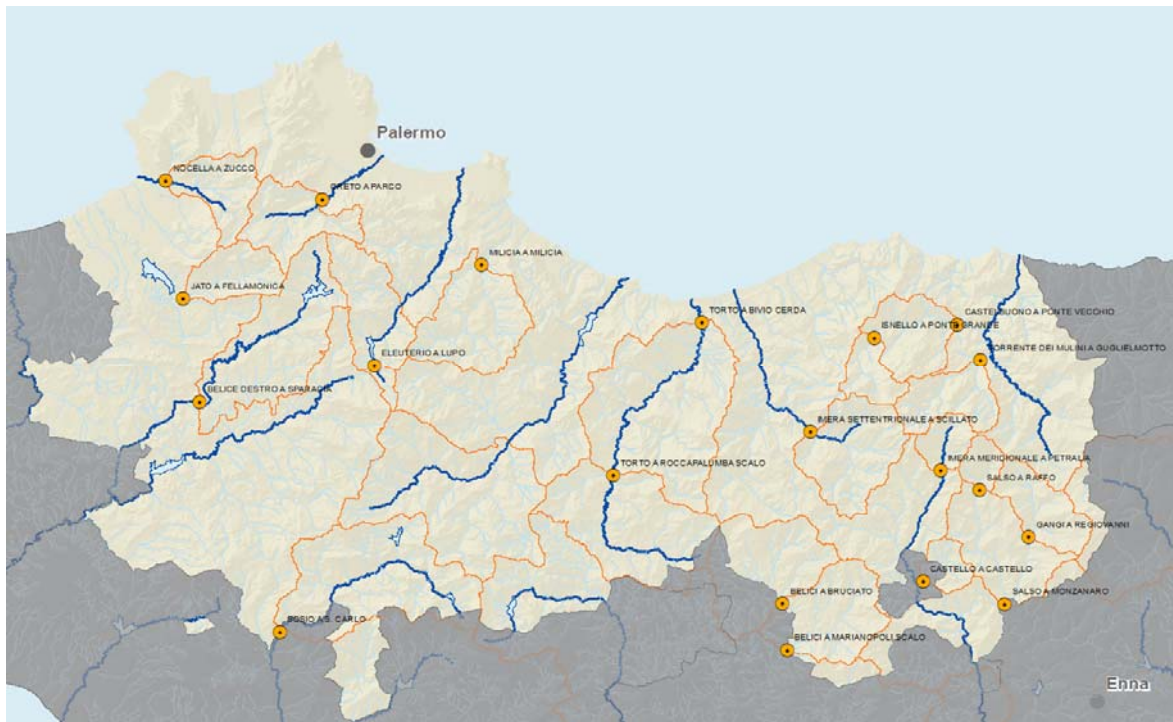 Palermo
NOCELLA A ZUCCO
ORETO A PARCO
MILICIA A MILICIA
JATO A FELLAMONICA
TORTO A BIVIO CERDA
CASTELBUONO A PONTE VECCHIO
ISNELLO A PONTE GRANDE
ELEUTERIO A LUPO
TORRENTE DEI MULINI A GUGLIELMOTTO
BELICE DESTRO A SPARACIA
IMERA SETTENTRIONALE A SCILLATO
TORTO A ROCCAPALUMBA SCALO
IMERA MERIDIONALE A PETRALIA
SALSO A RAFFO
GANGI A REGIOVANNI
CASTELLO A CASTELLO
BELICI A BRUCIATO
SALSO A MONZANARO
SOSIO A S. CARLO
BELICI A MARIANOPOLI SCALO
Enna